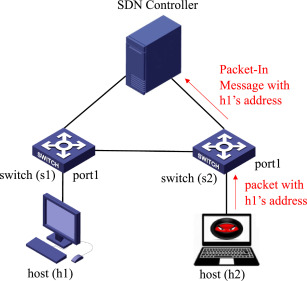 SDN Controller
Packet-In
Message with
h1's address
SWITCH
SWITCH
switch (s1)
port1
switch (s2)
port1
packet with
h1's address
host (h1)
host (h2)